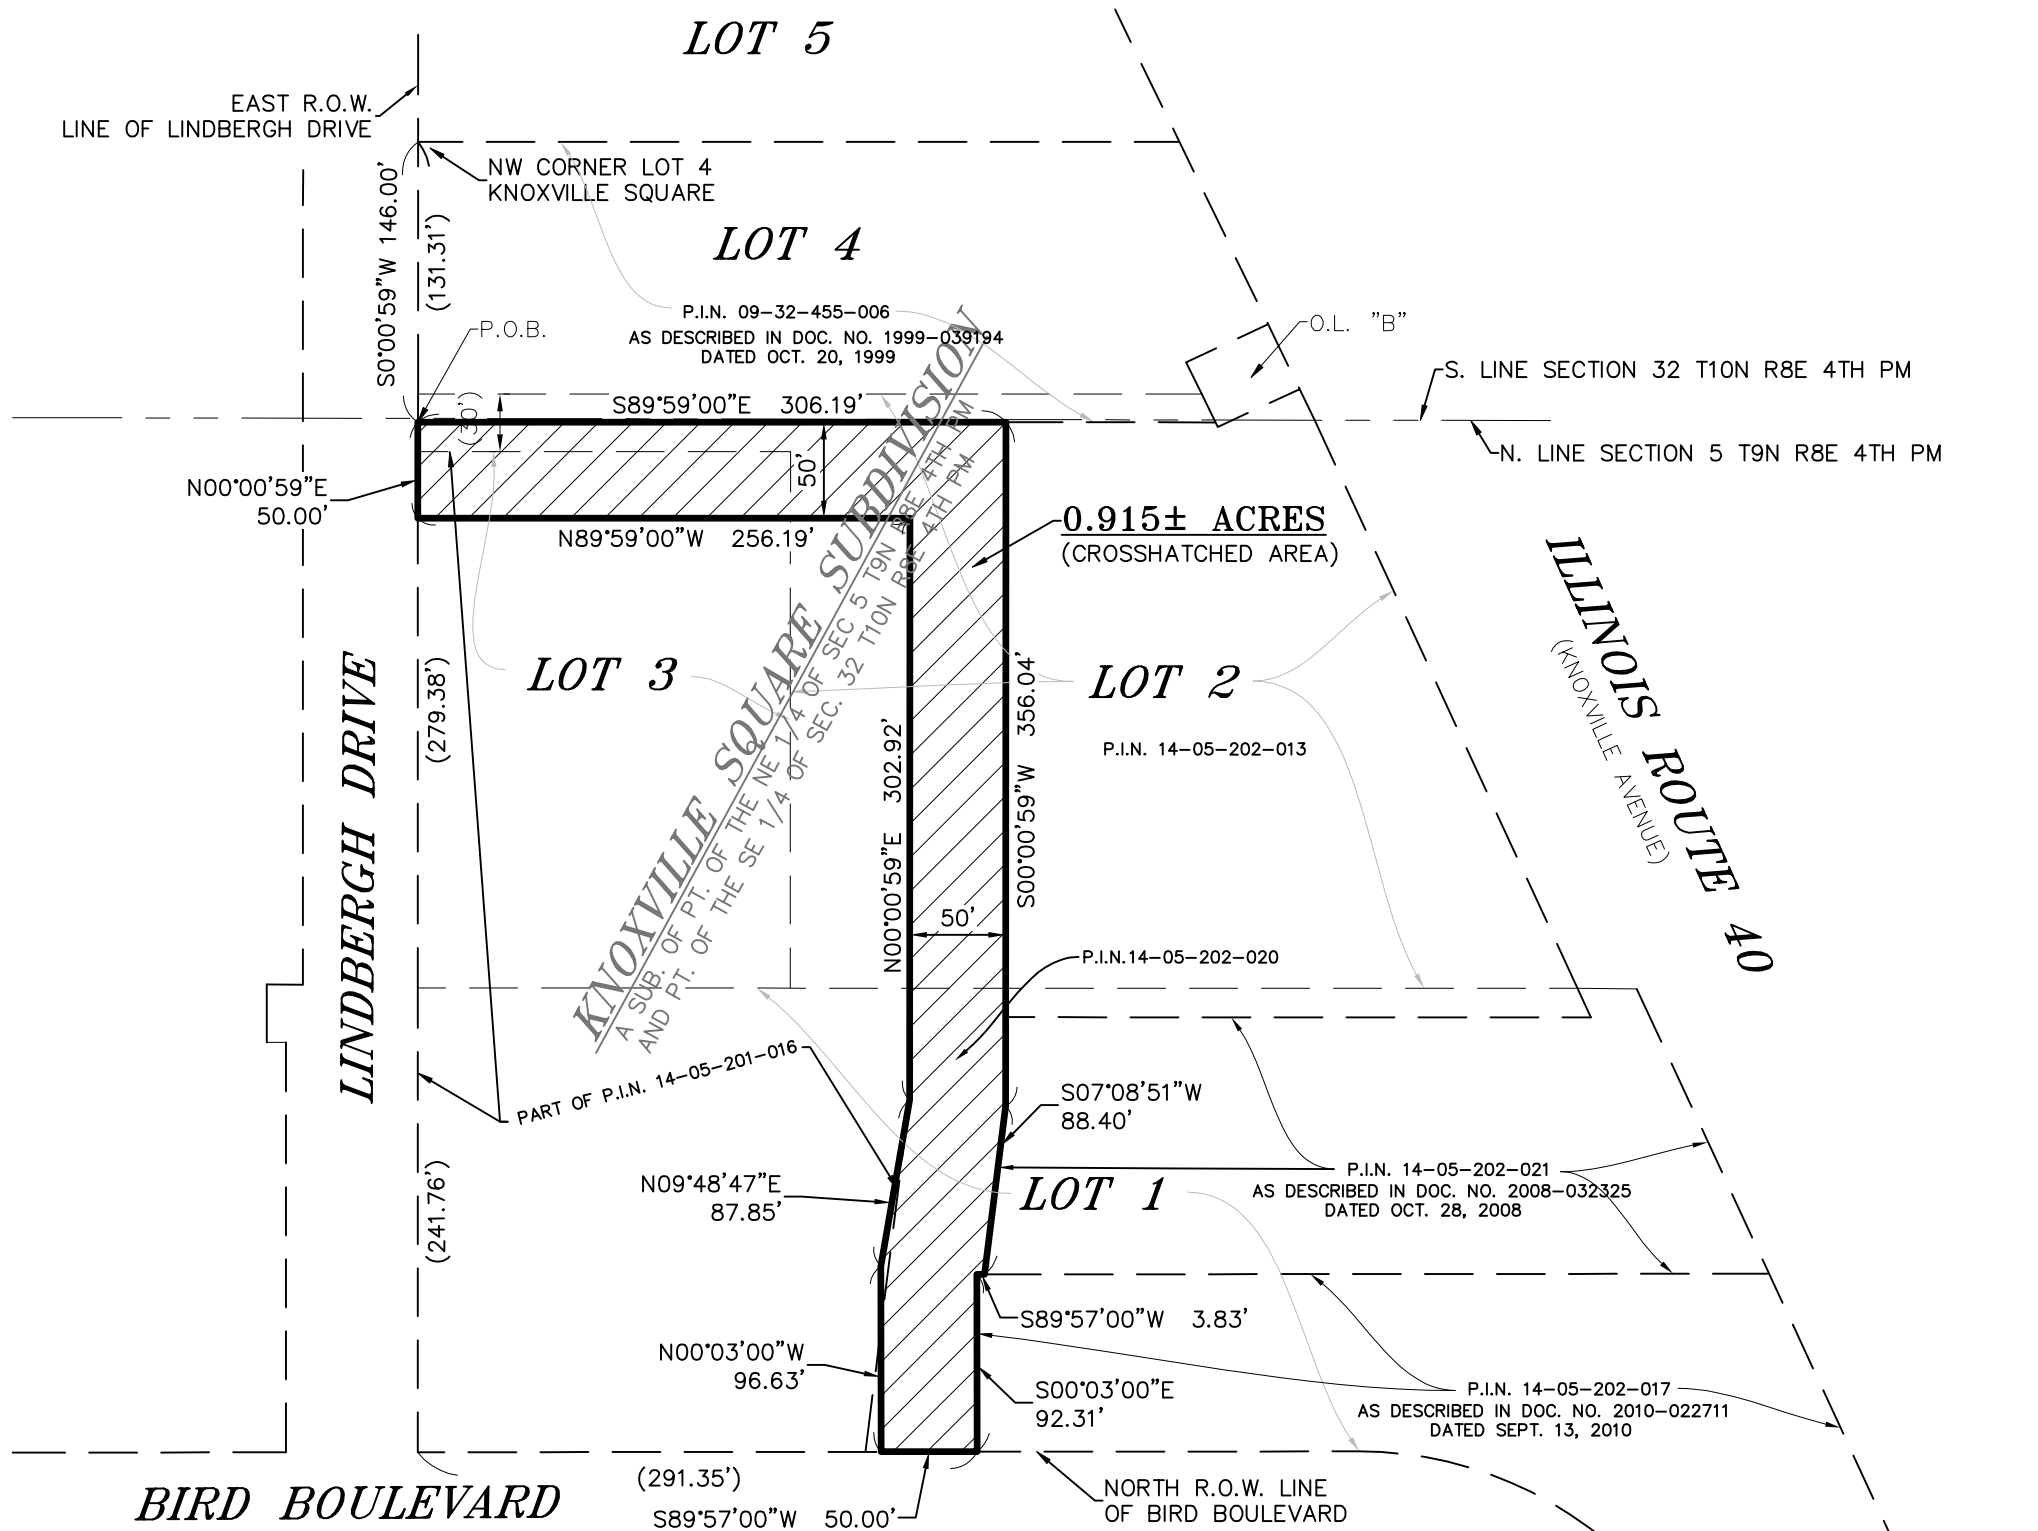 LOT 5
EAST R.O.W.
LINE OF LINDBERGH DRIVE
NW CORNER LOT 4
KNOXVILLE SQUARE
S0°00'59"W 146.00'
(131.31')
LOT 4
P.I.N. 09-32-455-006
AS DESCRIBED IN DOC. NO. 1999-039194
DATED OCT. 20, 1999
P.O.B.
O.L. "B"
S. LINE SECTION 32 T10N R8E 4TH PM
N. LINE SECTION 5 T9N R8E 4TH PM
(30')
S89°59'00"E 306.19'
50'
N00°00'59"E
50.00'
N89°59'00"W 256.19'
0.915± ACRES
(CROSSHATCHED AREA)
KNOXVILLE SQUARE SUBDIVISION
A SUB. OF PT. OF THE NE 1/4 OF SEC 5 T9N R8E 4TH PM
AND PT. OF THE SE 1/4 OF SEC. 32 T10N R8E 4TH PM
ILLINOIS ROUTE 40
(KNOXVILLE AVENUE)
LOT 3
LOT 2
P.I.N. 14-05-202-013
(279.38')
LINDBERGH DRIVE
N00°00'59"E 302.92'
S00°00'59"W 356.04'
50'
P.I.N.14-05-202-020
PART OF P.I.N. 14-05-201-016
S07°08'51"W
88.40'
N09°48'47"E
87.85'
(241.76')
LOT 1
P.I.N. 14-05-202-021
AS DESCRIBED IN DOC. NO. 2008-032325
DATED OCT. 28, 2008
S89°57'00"W 3.83'
N00°03'00"W
96.63'
S00°03'00"E
92.31'
P.I.N. 14-05-202-017
AS DESCRIBED IN DOC. NO. 2010-022711
DATED SEPT. 13, 2010
(291.35')
S89°57'00"W 50.00'
NORTH R.O.W. LINE
OF BIRD BOULEVARD
BIRD BOULEVARD